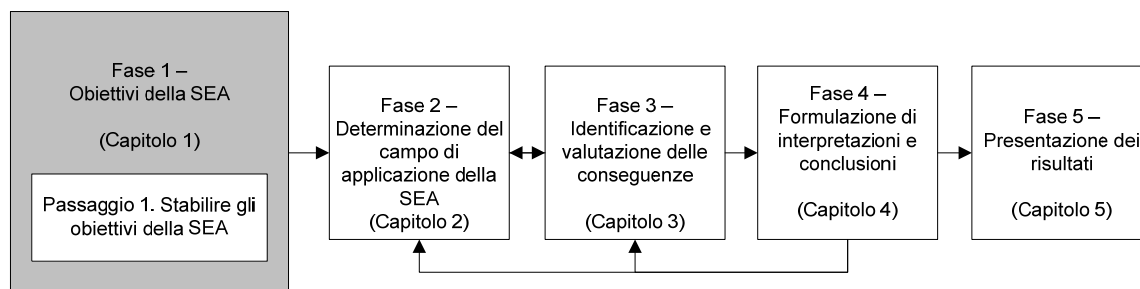 Fase 1 –
Obiettivi della SEA
(Capitolo 1)
Passaggio 1. Stabilire gli
obiettivi della SEA
Fase 2 –
Determinazione del
campo di
applicazione della
SEA
(Capitolo 2)
Fase 3 –
Identificazione e
valutazione delle
conseguenze
(Capitolo 3)
Fase 4 –
Formulazione di
interpretazioni e
conclusioni
(Capitolo 4)
Fase 5 –
Presentazione dei
risultati
(Capitolo 5)